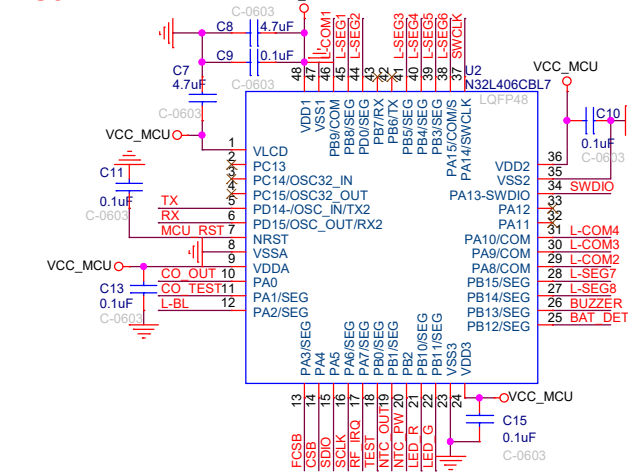 C-0603
C8
4.7uF
C-0603
C9
0.1uF
C7
4.7uF
C-0603
VCC_MCU
L-COM1
L-SEG1
L-SEG2
L-SEG3
L-SEG4
L-SEG5
L-SEG6
SWCLK
48
47
46
45
44
43
42
41
40
39
38
37
U2
N32L406CBL7
LQFP48
VCC_MCU
C10
0.1uF
C-0603
VDD1
VSS1
PB9/COM
PB8/SEG
PD0/SEG
PB7/RX
PB6/TX
PB5/SEG
PB4/SEG
PB3/SEG
PA15/COM/S
PA14/SWCLK
1 VLCD
2 PC13
3 PC14/OSC32_IN
4 PC15/OSC32_OUT
TX 5 PD14-/OSC_IN/TX2
RX 6 PD15/OSC_OUT/RX2
MCU_RST 7 NRST
8 VSSA
9 VDDA
CO_OUT 10 PA0
CO_TEST 11 PA1/SEG
L-BL 12 PA2/SEG
C11
0.1uF
C-0603
VCC_MCU
C13
0.1uF
C-0603
VDD2 36
VSS2 35
PA13-SWDIO 34 SWDIO
PA12 33
PA11 32
PA10/COM 31 L-COM4
PA9/COM 30 L-COM3
PA8/COM 29 L-COM2
PB15/SEG 28 L-SEG7
PB14/SEG 27 L-SEG8
PB13/SEG 26 BUZZER
PB12/SEG 25 BAT_DET
PA3/SEG
PA4
PA5
PA6/SEG
PA7/SEG
PB0/SEG
PB1/SEG
PB2
PB10/SEG
PB11/SEG
VSS3
VDD3
13
14
15
16
17
18
19
20
21
22
23
24
FCSB
CSB
SDIO
SCLK
RF_IRQ
TEST
NTC_OUT
NTC_PW
LED_R
LED_G
VCC_MCU
C15
0.1uF
C-0603